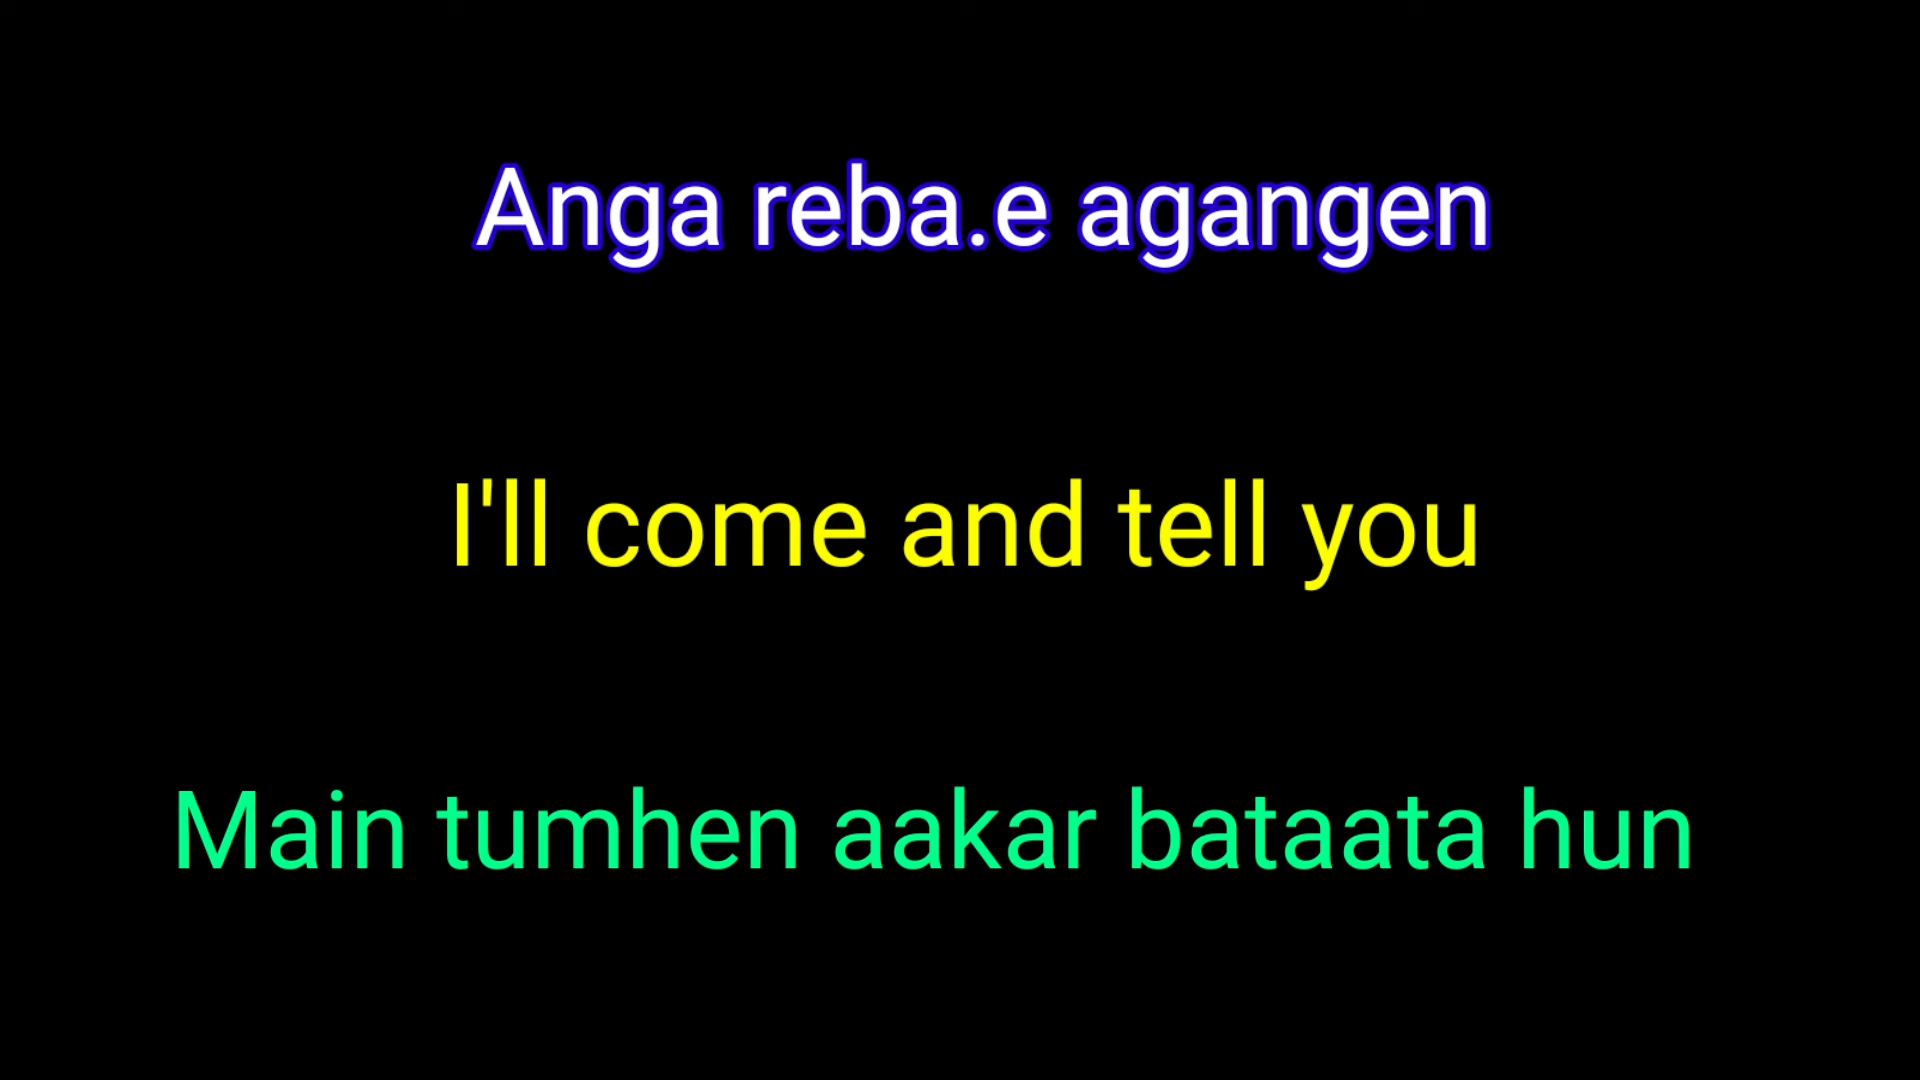 Anga reba.e agangen
I'll come and tell you
Main tumhen aakar bataata hun